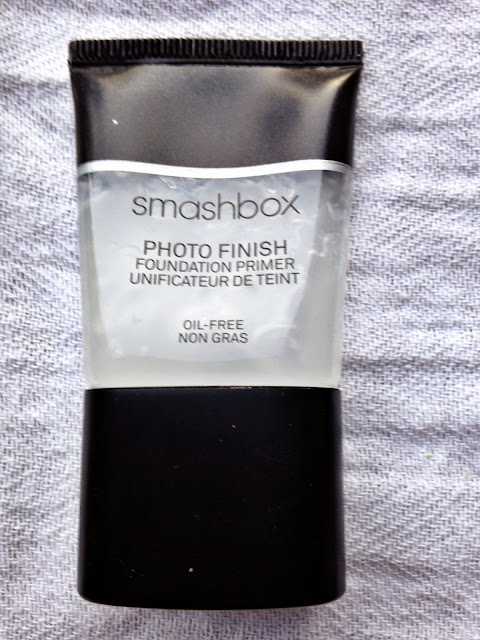 smashbox
PHOTO FINISH
FOUNDATION PRIMER
UNIFICATEUR DE TEINT
OIL-FREE
NON GRAS